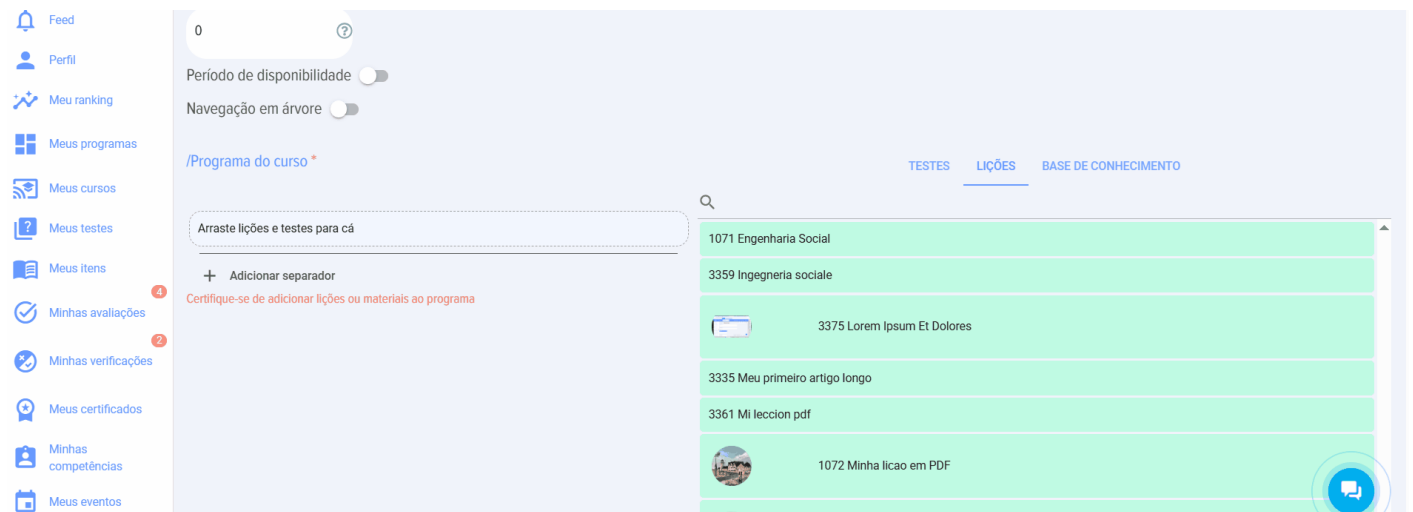 Feed
Perfil
Meu ranking
Meus programas
Meus cursos
Meus testes
Meus itens
4
Minhas avaliações
2
Minhas verificações
Meus certificados
Minhas
competências
Meus eventos
0
?
Período de disponibilidade
Navegação em árvore
/Programa do curso *
Arraste lições e testes para cá
+ Adicionar separador
Certifique-se de adicionar lições ou materiais ao programa
TESTES LIÇÕES BASE DE CONHECIMENTO
1071 Engenharia Social
3359 Ingegneria sociale
3375 Lorem Ipsum Et Dolores
3335 Meu primeiro artigo longo
3361 Mi leccion pdf
1072 Minha licao em PDF